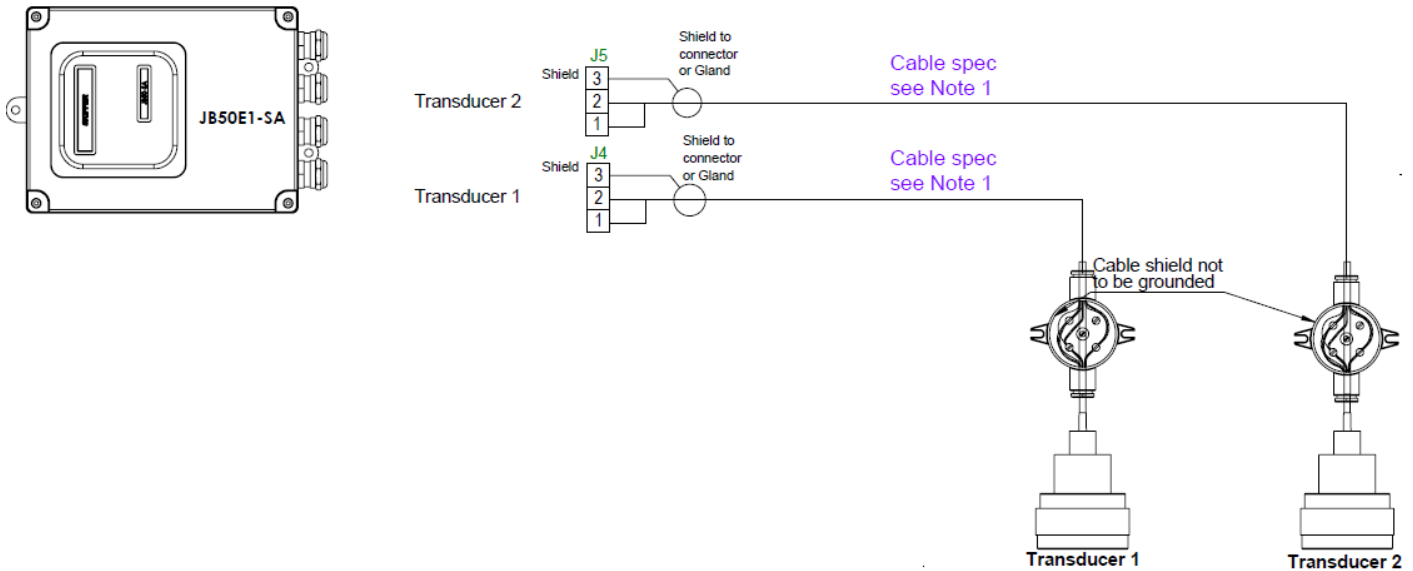 JB50E1-SA
Transducer 2
Shield
J5
3
2
1
Shield to
connector
or Gland
Cable spec
see Note 1
Transducer 1
Shield
J4
3
2
1
Shield to
connector
or Gland
Cable spec
see Note 1
Cable shield not
to be grounded
Transducer 1
Transducer 2